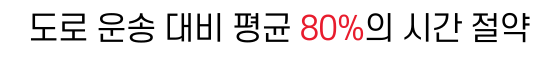 도로 운송 대비 평균 80%의 시간 절약